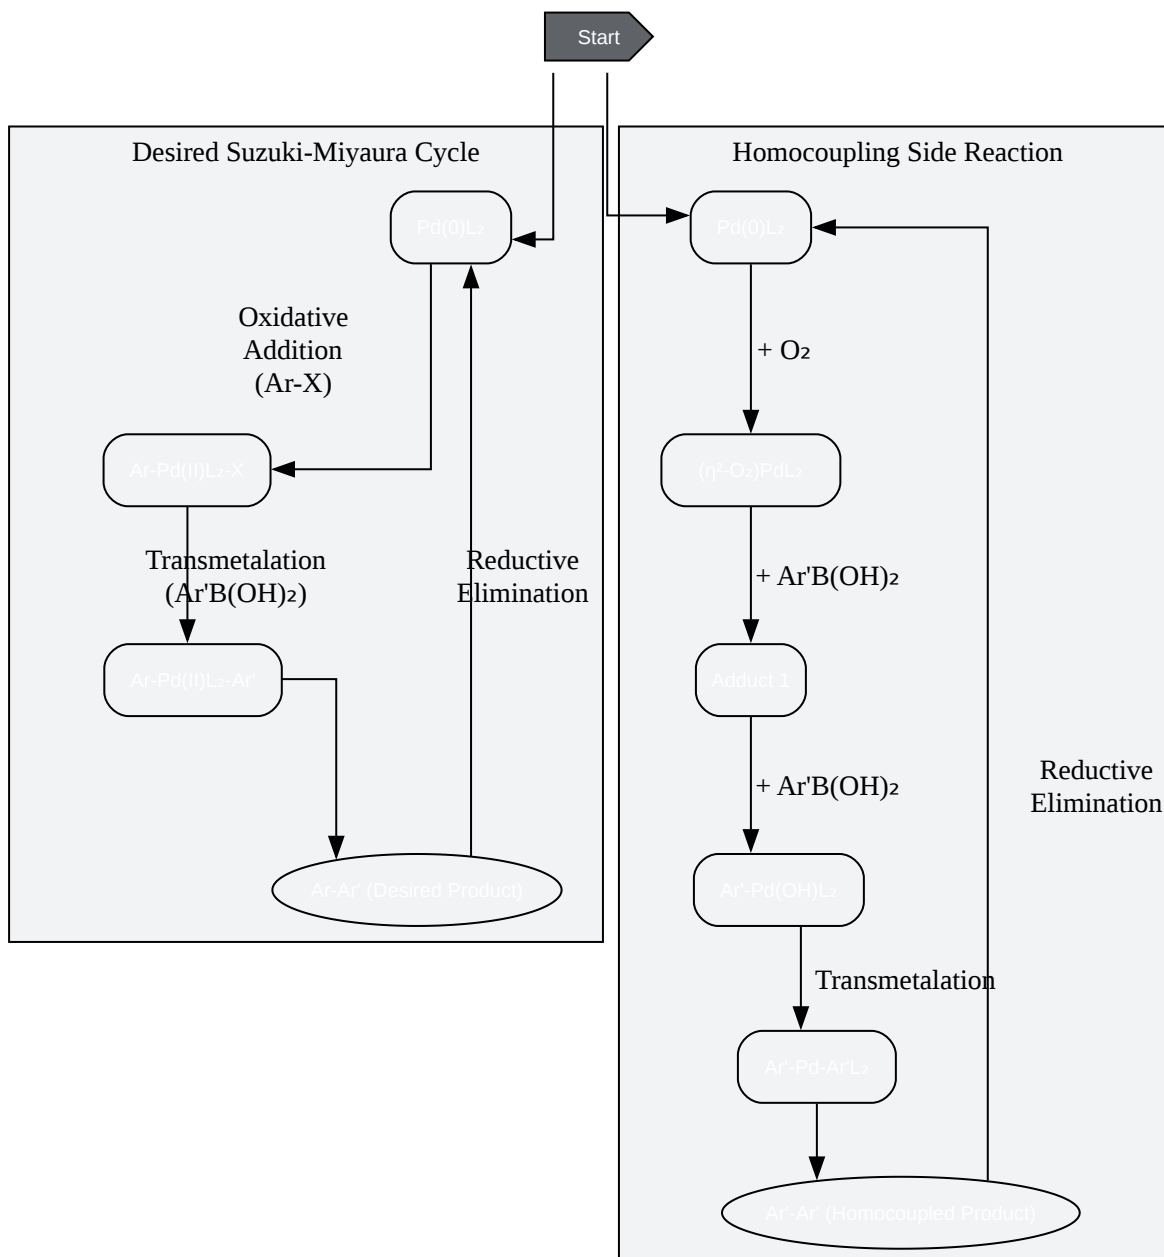 Start
Desired Suzuki-Miyaura Cycle
Pd(0)L₂
Oxidative
Addition
(Ar-X)
Ar-Pd(II)L₂-X
Transmetalation
(Ar'B(OH)₂)
Reductive
Elimination
Ar-Pd(II)L₂-Ar'
Ar-Ar' (Desired Product)
Homocoupling Side Reaction
Pd(0)L₂
+ O₂
(η²-O₂)PdL₂
+ Ar'B(OH)₂
Adduct 1
+ Ar'B(OH)₂
Reductive
Elimination
Ar'-Pd(OH)L₂
Transmetalation
Ar'-Pd-Ar'L₂
Ar'-Ar' (Homocoupled Product)